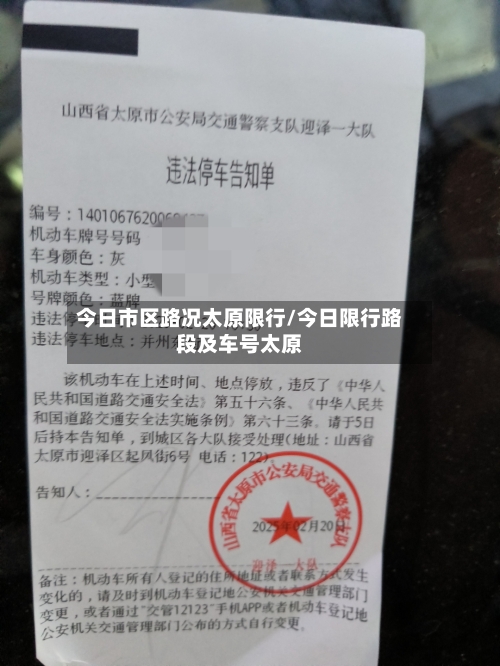 山西省太原市公安局交通警察支队迎泽一大队
违法停车告知单
编号：1401067620
机动车牌号号码
车身颜色：灰
机动车类型：小型
号牌颜色：蓝牌
今日市区路况太原限行/今日限行路
段及车号太原
违法停车地点：并州
该机动车在上述时间、地点停放，违反了《中华人
民共和国道路交通安全法》第五十六条、《中华人民共
和国道路交通安全法实施条例》第六十三条。请于5日
后持本告知单，到城区各大队接受处理(地址：山西省
太原市迎泽区起风街6号 电话：122)。
告知人：
山西省太原市公安局交通警察支队
2025年02月20日
迎泽一大队
备注：机动车所有人登记的住所地址或者联系方式发生
变化的，请及时到机动车登记地公安机关交通管理部门
变更，或者通过“交管12123”手机APP或者机动车登记地
公安机关交通管理部门公布的方式自行变更。